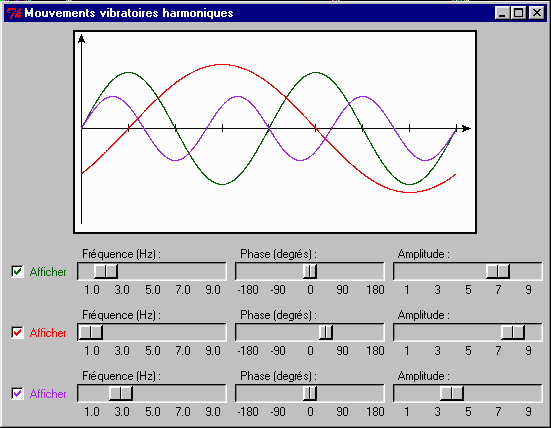 Mouvements vibratoires harmoniques
Fréquence (Hz) : Phase (degrés) : Amplitude :
Afficher
1.0 3.0 5.0 7.0 9.0 -180 -90 0 90 180 1 3 5 7 9
Fréquence (Hz) : Phase (degrés) : Amplitude :
Afficher
1.0 3.0 5.0 7.0 9.0 -180 -90 0 90 180 1 3 5 7 9
Fréquence (Hz) : Phase (degrés) : Amplitude :
Afficher
1.0 3.0 5.0 7.0 9.0 -180 -90 0 90 180 1 3 5 7 9